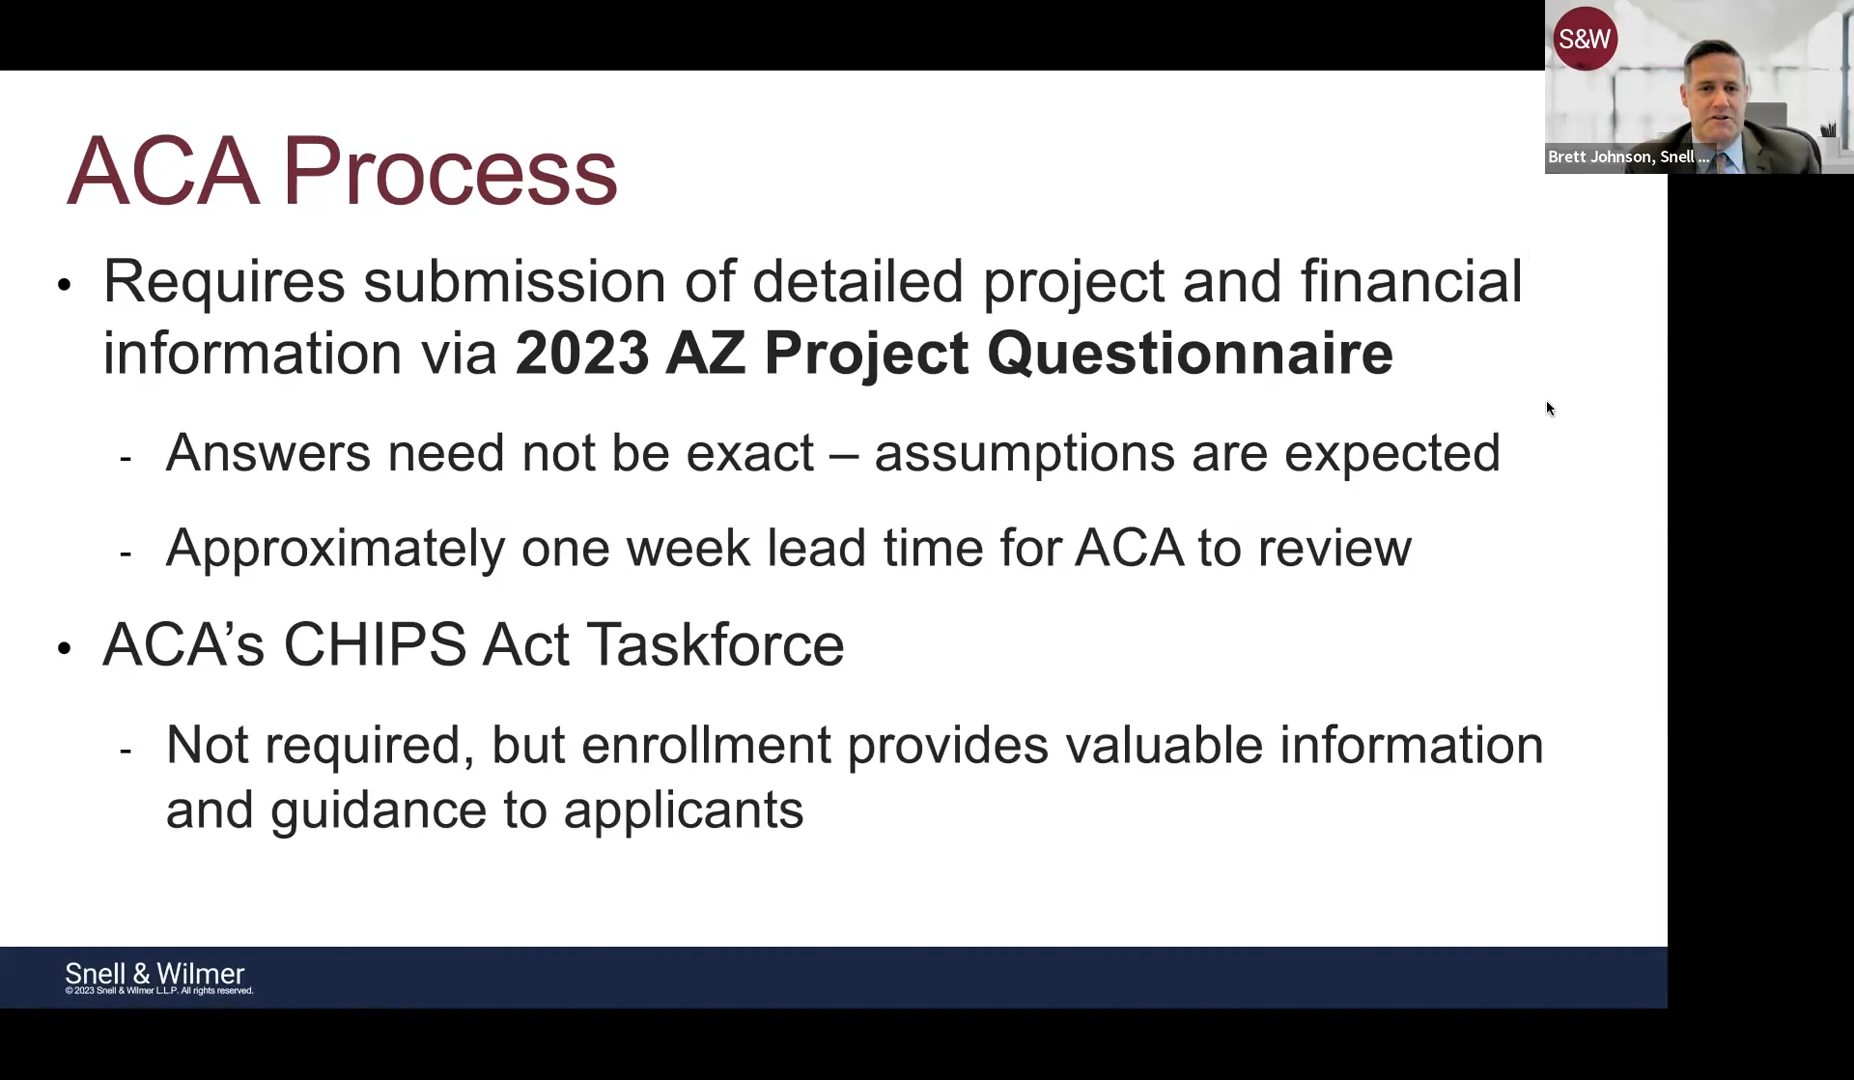 S&W
Brett Johnson, Snell ...
ACA Process
• Requires submission of detailed project and financial
information via 2023 AZ Project Questionnaire
- Answers need not be exact – assumptions are expected
- Approximately one week lead time for ACA to review
• ACA’s CHIPS Act Taskforce
- Not required, but enrollment provides valuable information
and guidance to applicants
Snell & Wilmer
© 2023 Snell & Wilmer L.L.P. All rights reserved.